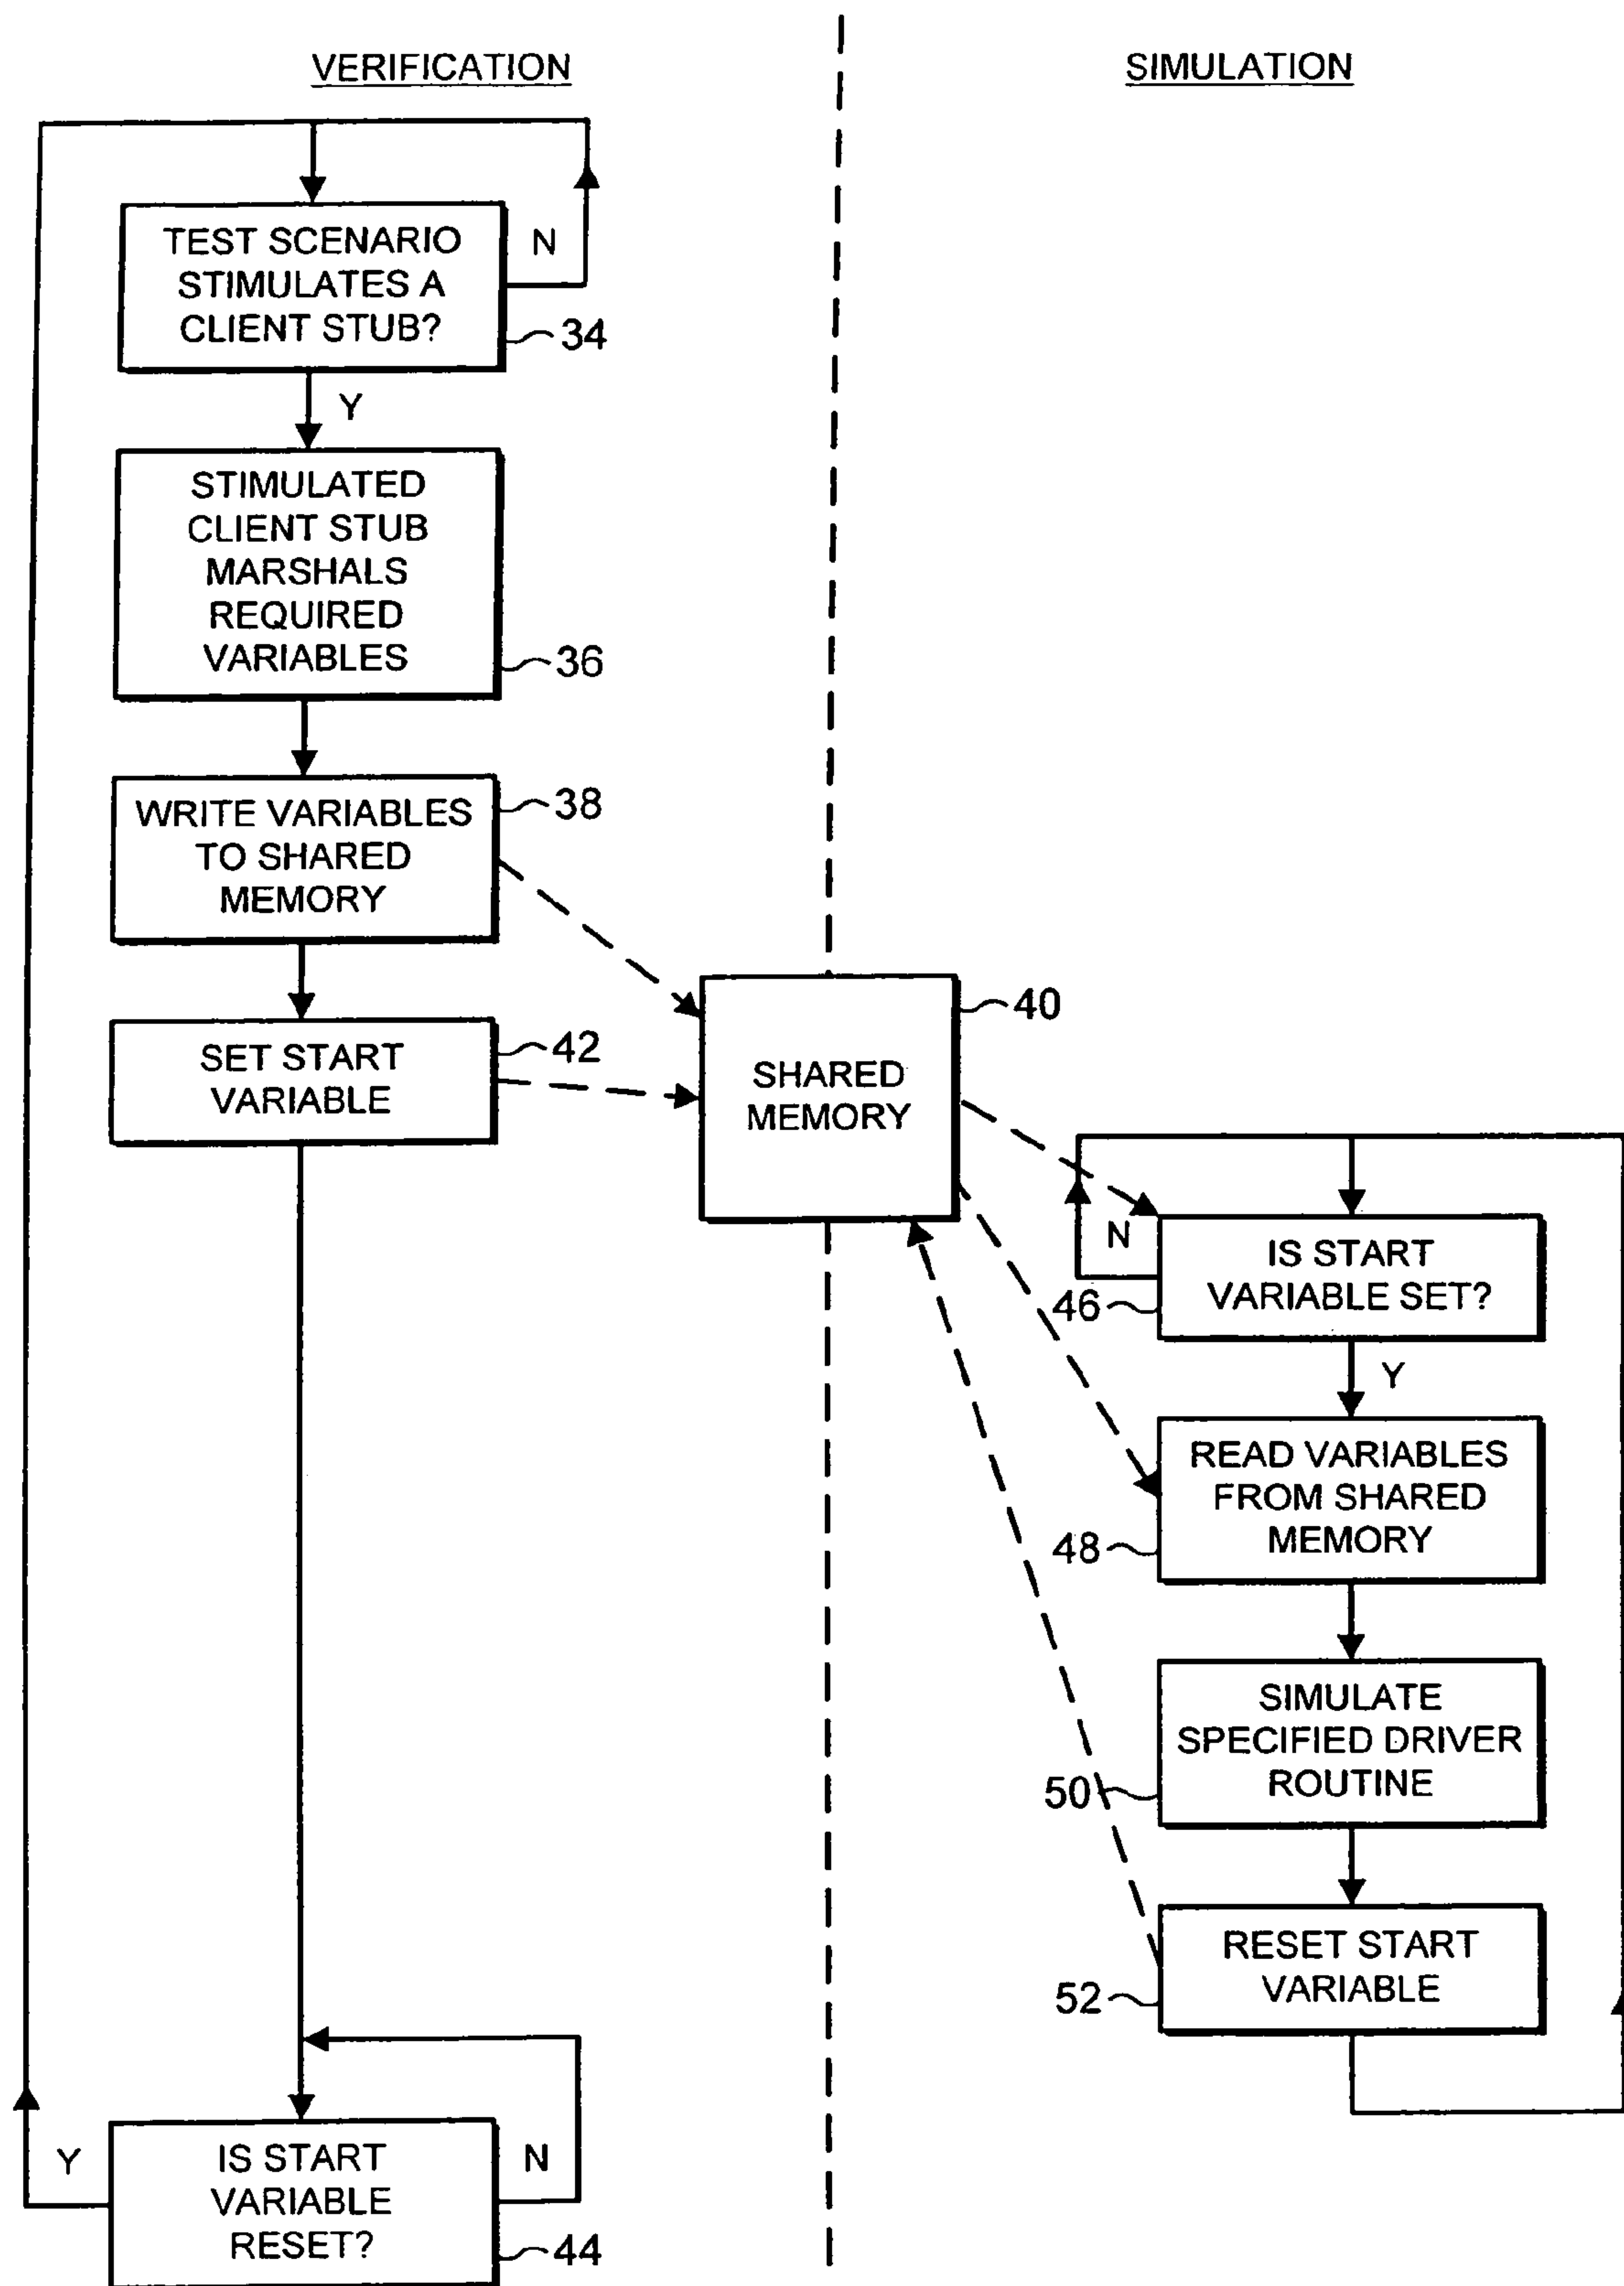 VERIFICATION
SIMULATION
TEST SCENARIO
STIMULATES A
CLIENT STUB?
N
34
Y
STIMULATED
CLIENT STUB
MARSHALS
REQUIRED
VARIABLES
36
WRITE VARIABLES
TO SHARED
MEMORY
38
SET START
VARIABLE
42
SHARED
MEMORY
40
IS START
VARIABLE SET?
N
46
Y
READ VARIABLES
FROM SHARED
MEMORY
48
SIMULATE
SPECIFIED DRIVER
ROUTINE
50
RESET START
VARIABLE
52
IS START
VARIABLE
RESET?
Y
N
44